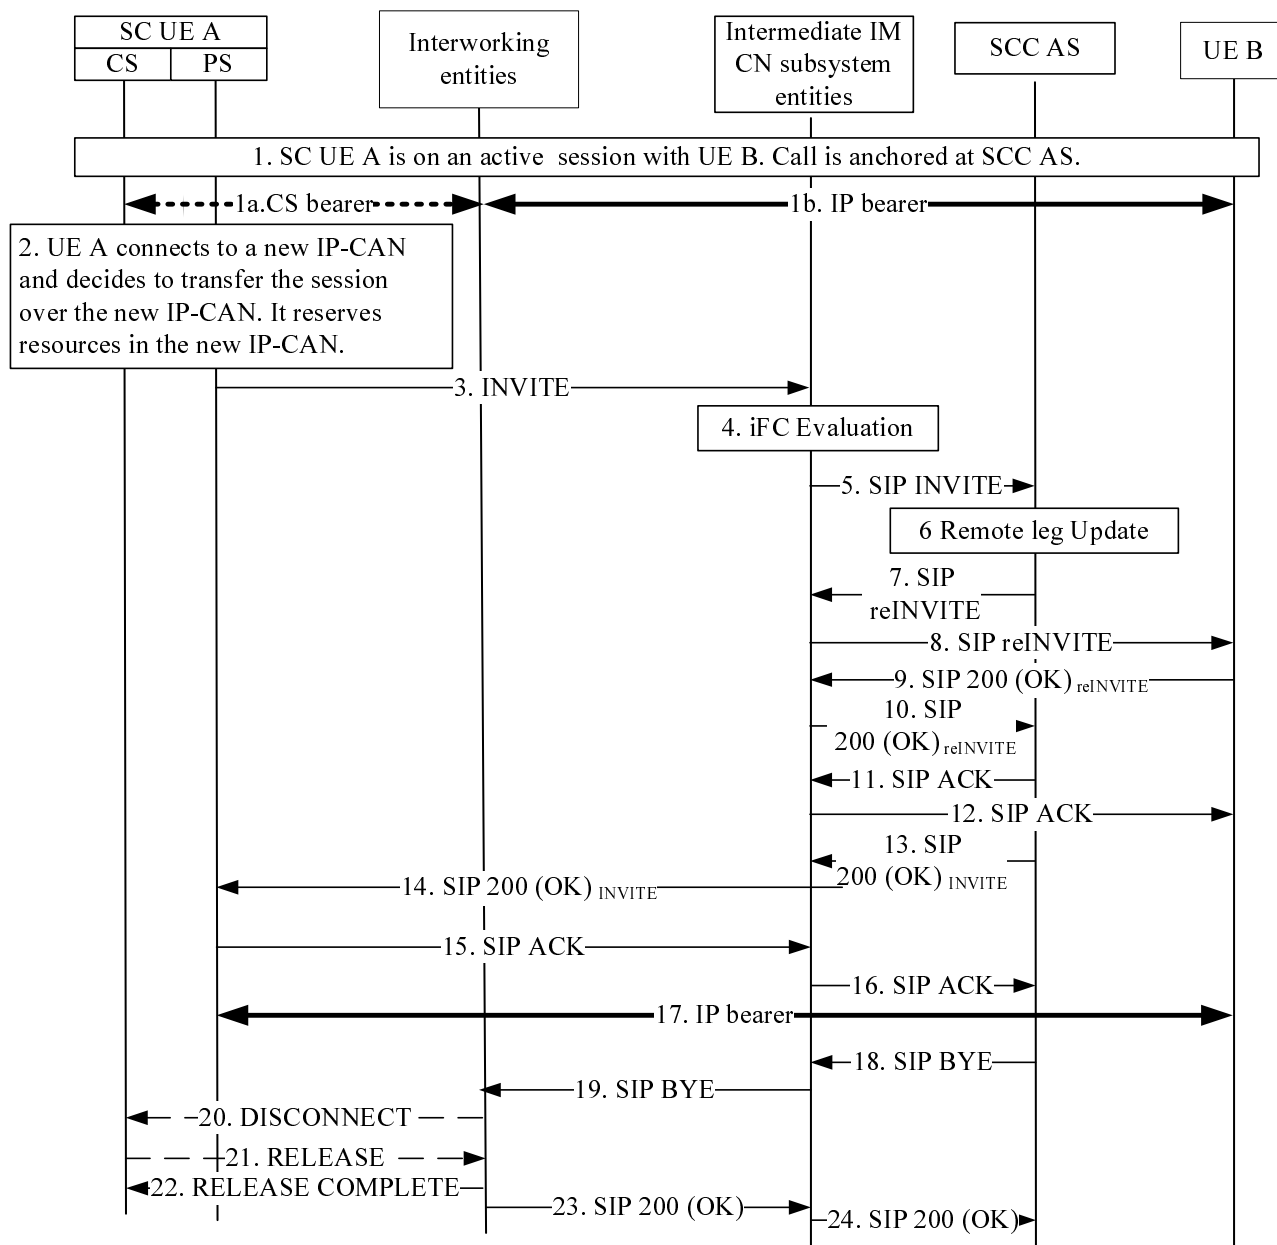 SC UE A
CS
PS
Interworking
entities
Intermediate IM
CN subsystem
entities
SCC AS
UE B
1. SC UE A is on an active session with UE B. Call is anchored at SCC AS.
1a.CS bearer
1b. IP bearer
2. UE A connects to a new IP-CAN
and decides to transfer the session
over the new IP-CAN. It reserves
resources in the new IP-CAN.
3. INVITE
4. iFC Evaluation
5. SIP INVITE
6 Remote leg Update
7. SIP
reINVITE
8. SIP reINVITE
9. SIP 200 (OK) reINVITE
10. SIP
200 (OK) reINVITE
11. SIP ACK
12. SIP ACK
13. SIP
200 (OK) INVITE
14. SIP 200 (OK) INVITE
15. SIP ACK
16. SIP ACK
17. IP bearer
18. SIP BYE
19. SIP BYE
20. DISCONNECT
21. RELEASE
22. RELEASE COMPLETE
23. SIP 200 (OK)
24. SIP 200 (OK)